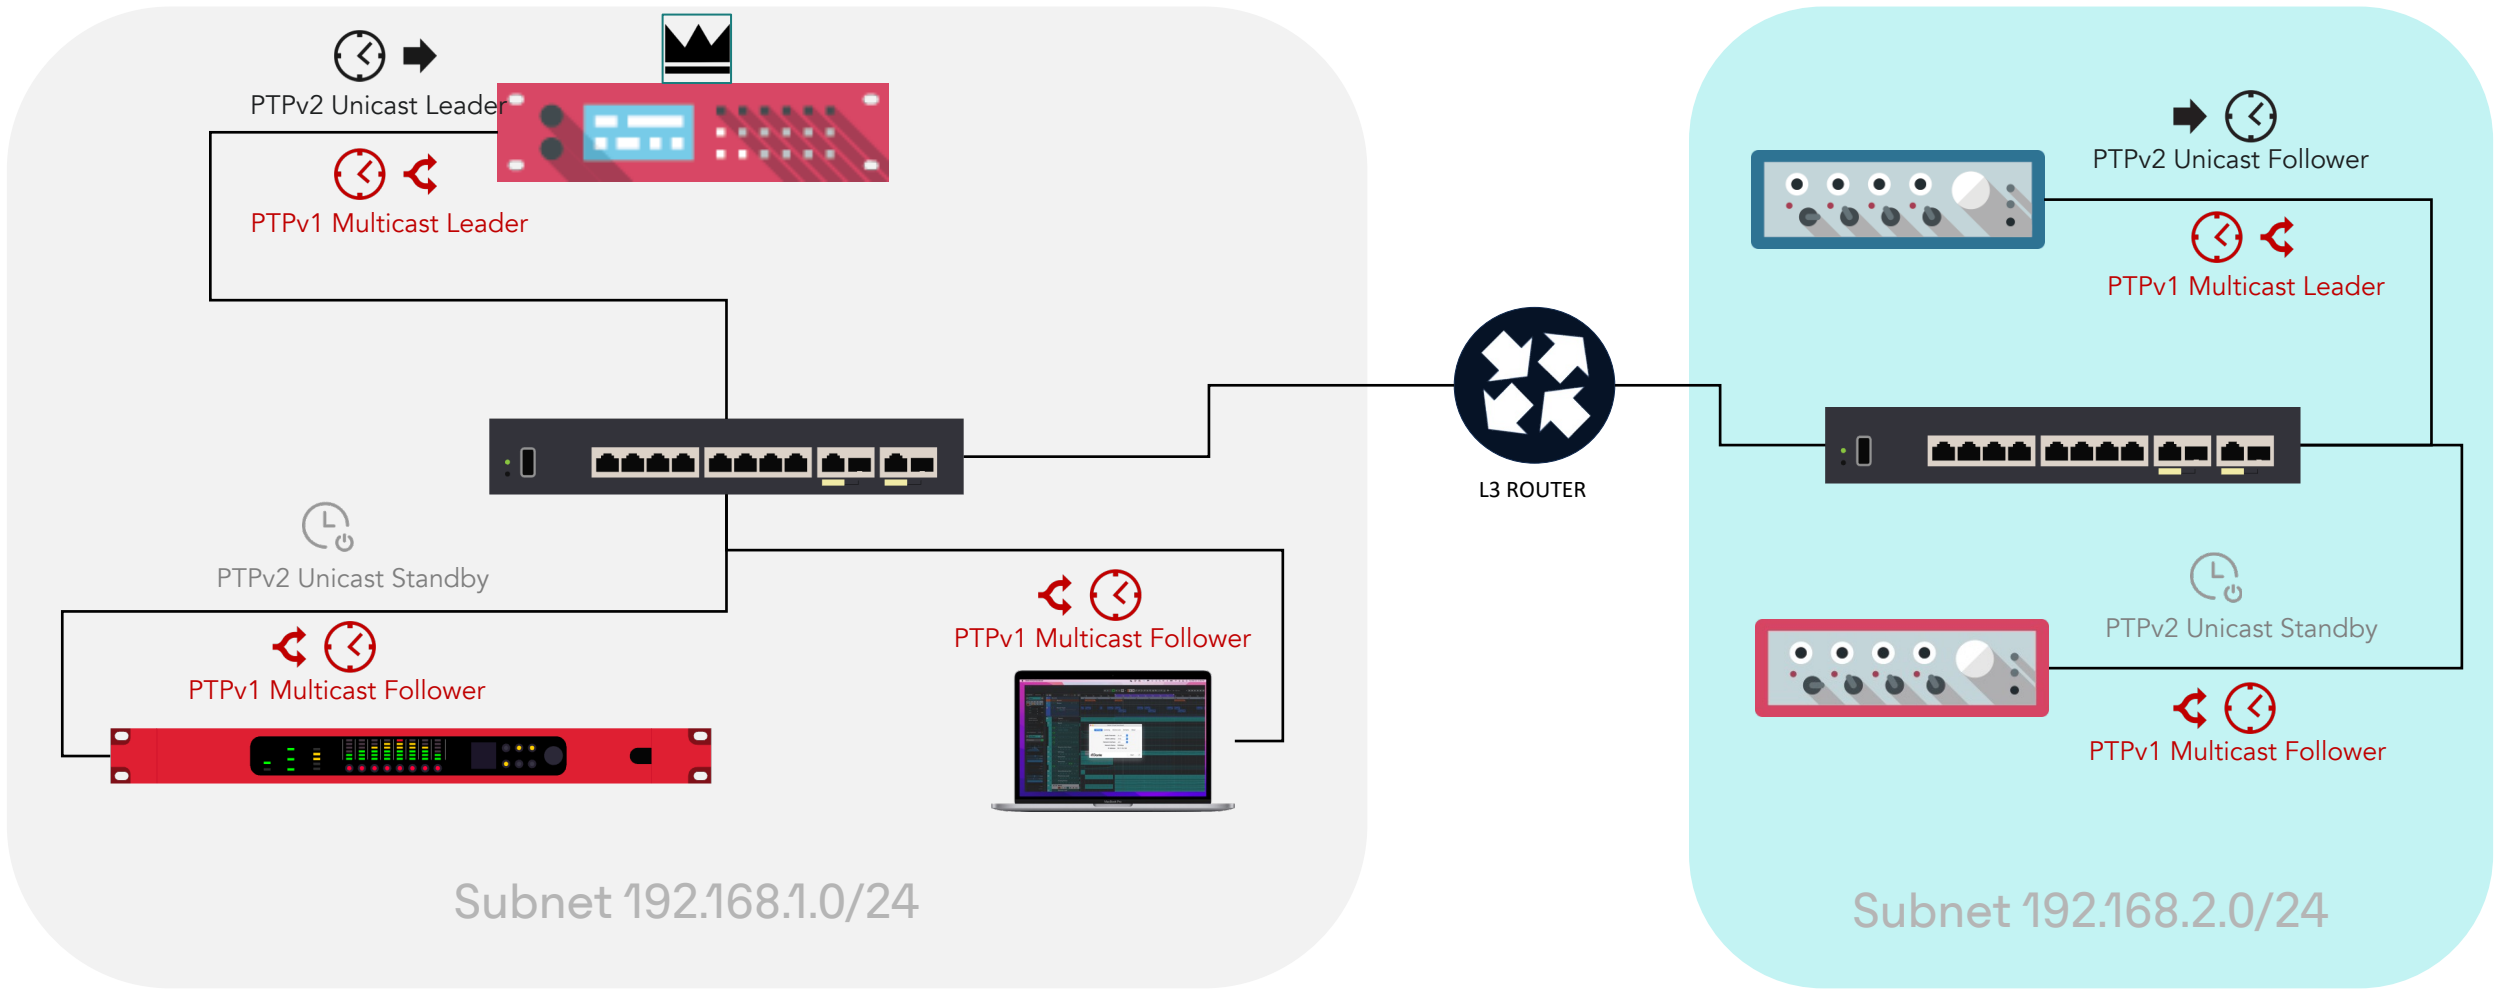 PTPv2 Unicast Leader
PTPv1 Multicast Leader
PTPv2 Unicast Follower
PTPv1 Multicast Leader
L3 ROUTER
PTPv2 Unicast Standby
PTPv1 Multicast Follower
PTPv1 Multicast Follower
PTPv2 Unicast Standby
PTPv1 Multicast Follower
Subnet 192.168.1.0/24
Subnet 192.168.2.0/24